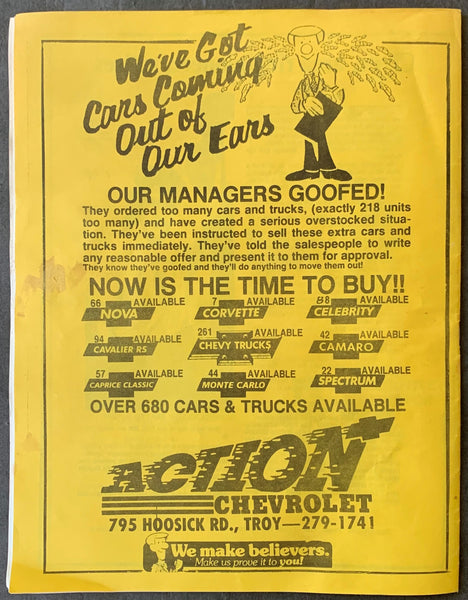 We've Got
Cars Coming
Out of
Our Ears
OUR MANAGERS GOOFED!
They ordered too many cars and trucks, (exactly 218 units
too many) and have created a serious overstocked situa-
tion. They've been instructed to sell these extra cars and
trucks immediately. They've told the salespeople to write
any reasonable offer and present it to them for approval.
They know they've goofed and they'll do anything to move them out!
NOW IS THE TIME TO BUY!!
66 AVAILABLE 7 AVAILABLE 88 AVAILABLE
NOVA CORVETTE CELEBRITY
94 AVAILABLE 261 AVAILABLE 42 AVAILABLE
CAVALIER RS CHEVY TRUCKS CAMARO
57 AVAILABLE 44 AVAILABLE 22 AVAILABLE
CAPRICE CLASSIC MONTE CARLO SPECTRUM
OVER 680 CARS & TRUCKS AVAILABLE
ACTION
CHEVROLET
795 HOOSICK RD., TROY—279-1741
We make believers.
Make us prove it to you!